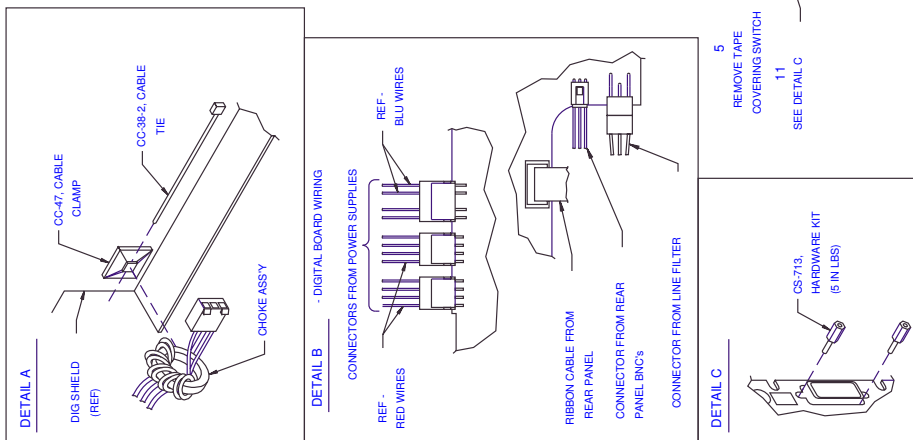 DETAIL A
CC-47, CABLE
CLAMP
CC-38-2, CABLE
TIE
DIG SHIELD
(REF)
CHOKE ASS'Y
DETAIL B
- DIGITAL BOARD WIRING
CONNECTORS FROM POWER SUPPLIES
REF -
RED WIRES
REF -
BLU WIRES
RIBBON CABLE FROM
REAR PANEL
CONNECTOR FROM REAR
PANEL BNC's
CONNECTOR FROM LINE FILTER
DETAIL C
CS-713,
HARDWARE KIT
(5 IN LBS)
5
REMOVE TAPE
COVERING SWITCH
11
SEE DETAIL C